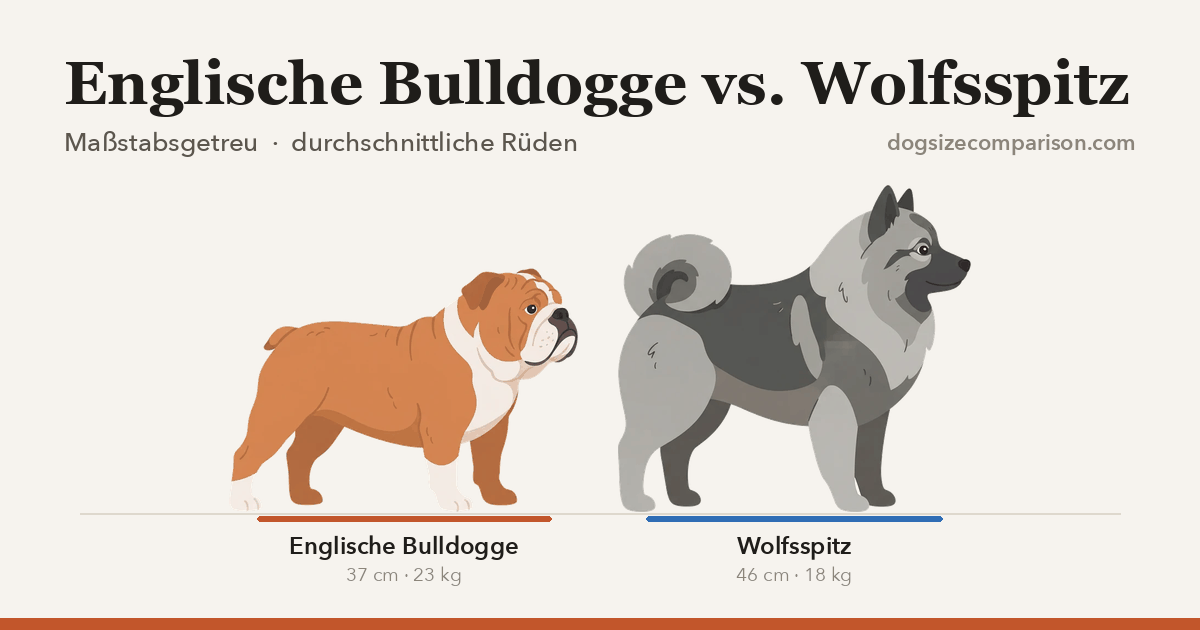 Englische Bulldogge vs. Wolfsspitz
Maßstabsgetreu · durchschnittliche Rüden
dogsizecomparison.com
Englische Bulldogge
37 cm · 23 kg
Wolfsspitz
46 cm · 18 kg